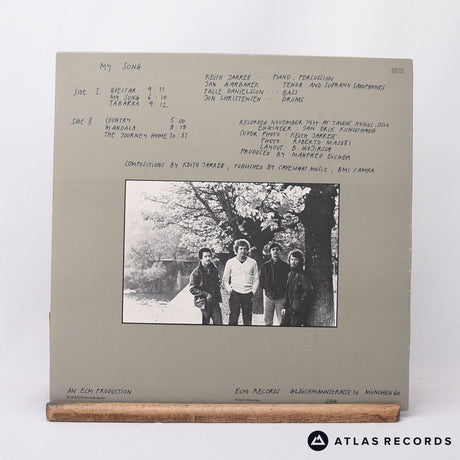 MY SONG
SIDE I QUESTAR 9:11
MY SONG 6:10
TABARKA 9:12
SIDE II COUNTRY 5:00
MANDALA 8:18
THE JOURNEY HOME 10:31
KEITH JARRETT ... PIANO, PERCUSSION
JAN GARBAREK ... TENOR AND SOPRANO SAXOPHONES
PALLE DANIELSSON ... BASS
JON CHRISTENSEN ... DRUMS
RECORDED NOVEMBER 1977 AT TALENT STUDIOS, OSLO
ENGINEER: JAN ERIK KONGSHAUG
COVER PHOTO: KEITH JARRETT
PHOTO: ROBERTO MASOTTI
LAYOUT: B. WOJIRSCH
PRODUCED BY MANFRED EICHER
COMPOSITIONS BY KEITH JARRETT, PUBLISHED BY CAVELIGHT MUSIC, BMI / AMRA
AN ECM PRODUCTION
ECM RECORDS GLEICHMANNSTRASSE 10 MÜNCHEN 60
ATLAS RECORDS